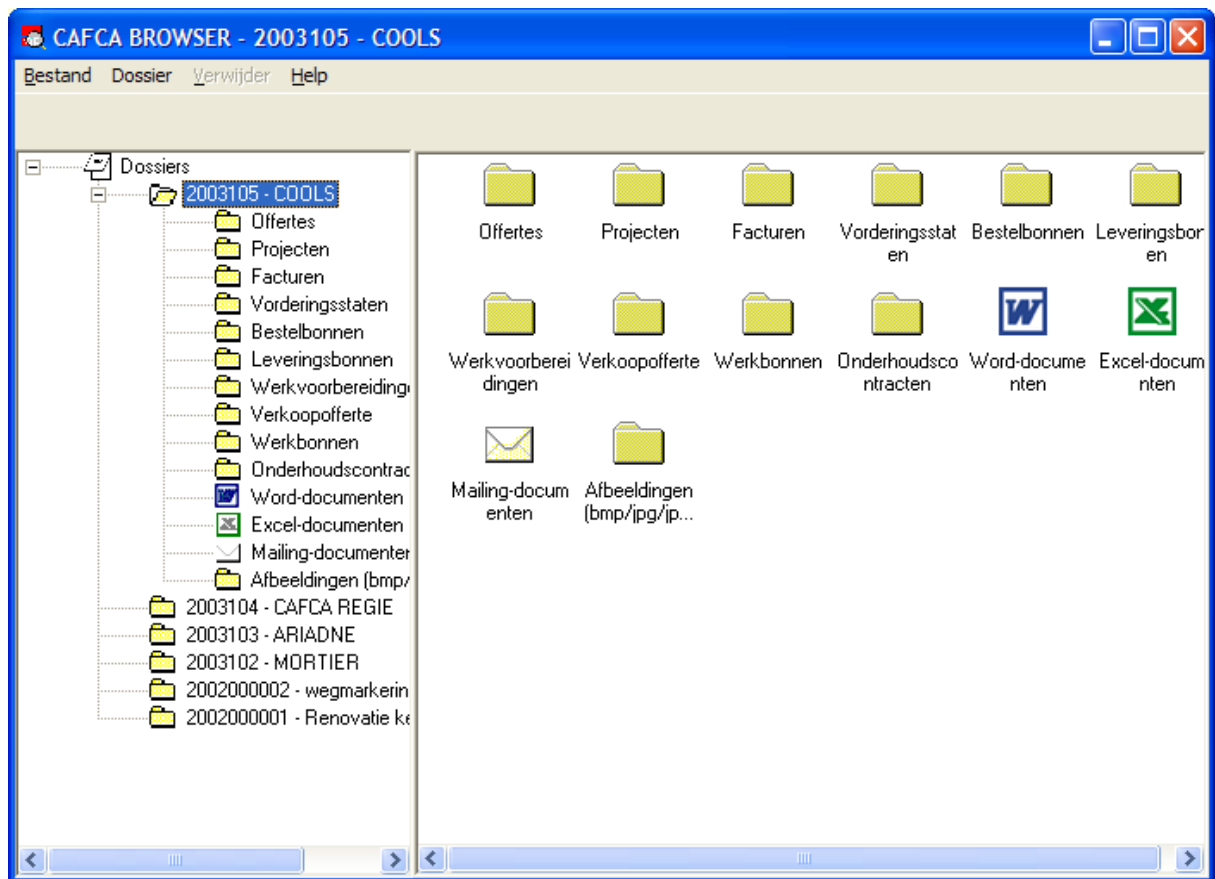 CAFCA BROWSER - 2003105 - COOLS
Bestand Dossier Verwijder Help
Dossiers
2003105 - COOLS
Offertes
Projecten
Facturen
Vorderingsstaten
Bestelbonnen
Leveringsbonnen
Werkvoorbereidinge
Verkoopofferte
Werkbonnen
Onderhoudscontrac
Word-documenten
Excel-documenten
Mailing-documenter
Afbeeldingen (bmp/
2003104 - CAFCA REGIE
2003103 - ARIADNE
2003102 - MORTIER
2002000002 - wegmarkerin
2002000001 - Renovatie ke
Offertes Projecten Facturen Vorderingsstat Bestelbonnen Leveringsbon
en en
Werkvoorberei Verkoopofferte Werkbonnen Onderhoudsco Word-docume Excel-docum
dingen ntracten nten nten
Mailing-docum Afbeeldingen
enten (bmp/jpg/jp...